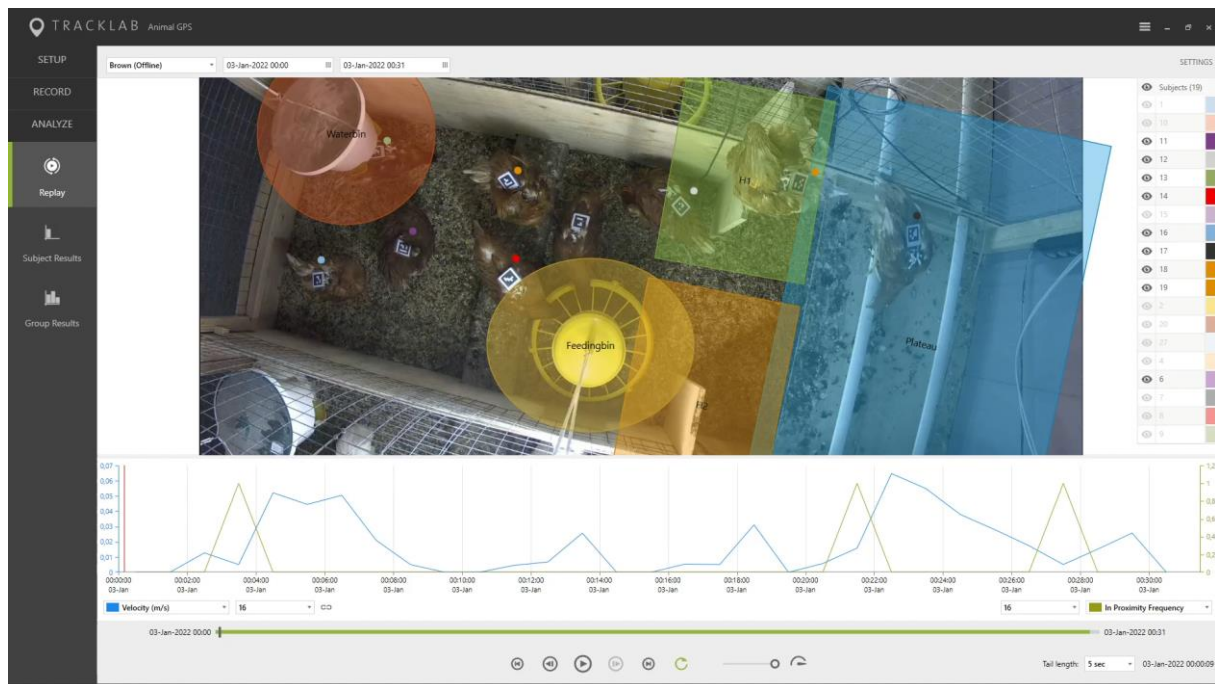 TRACKLAB Animal GPS
SETUP
RECORD
ANALYZE
Replay
Subject Results
Group Results
Brown (Offline) 03-Jan-2022 00:00 03-Jan-2022 00:31 SETTINGS
Waterbin
H1
Feedingbin
Plateau
Subjects (19)
1
10
11
12
13
14
15
16
17
18
19
2
20
27
4
6
7
8
9
0,07
0,06
0,05
0,04
0,03
0,02
0,01
0
1,2
1
0,8
0,6
0,4
0,2
0
00:00:00 00:02:00 00:04:00 00:06:00 00:08:00 00:10:00 00:12:00 00:14:00 00:16:00 00:18:00 00:20:00 00:22:00 00:24:00 00:26:00 00:28:00 00:30:00
03-Jan 03-Jan 03-Jan 03-Jan 03-Jan 03-Jan 03-Jan 03-Jan 03-Jan 03-Jan 03-Jan 03-Jan 03-Jan 03-Jan 03-Jan 03-Jan
Velocity (m/s) 16 16 In Proximity Frequency
03-Jan-2022 00:00 03-Jan-2022 00:31
Tail length: 5 sec 03-Jan-2022 00:00:09